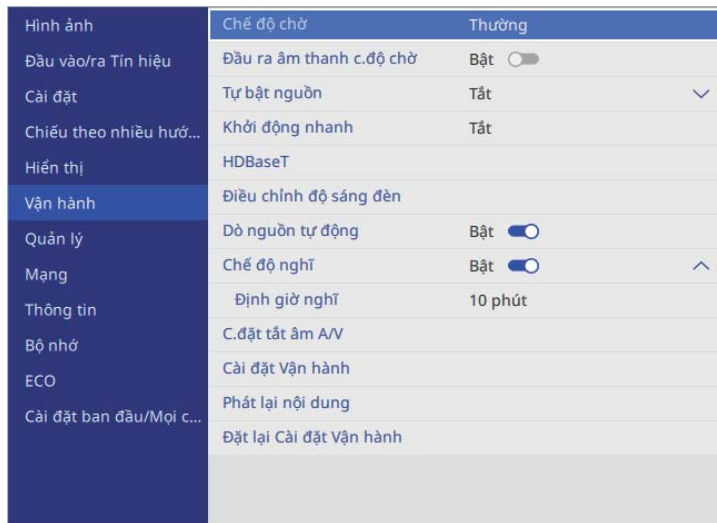 Hình ảnh
Đầu vào/ra Tín hiệu
Cài đặt
Chiếu theo nhiều hướ...
Hiển thị
Vận hành
Quản lý
Mạng
Thông tin
Bộ nhớ
ECO
Cài đặt ban đầu/Mọi c...
Chế độ chờ Thường
Đầu ra âm thanh c.độ chờ Bật
Tự bật nguồn Tắt
Khởi động nhanh Tắt
HDBaseT
Điều chỉnh độ sáng đèn
Dò nguồn tự động Bật
Chế độ nghĩ Bật
Định giờ nghĩ 10 phút
C.đặt tắt âm A/V
Cài đặt Vận hành
Phát lại nội dung
Đặt lại Cài đặt Vận hành